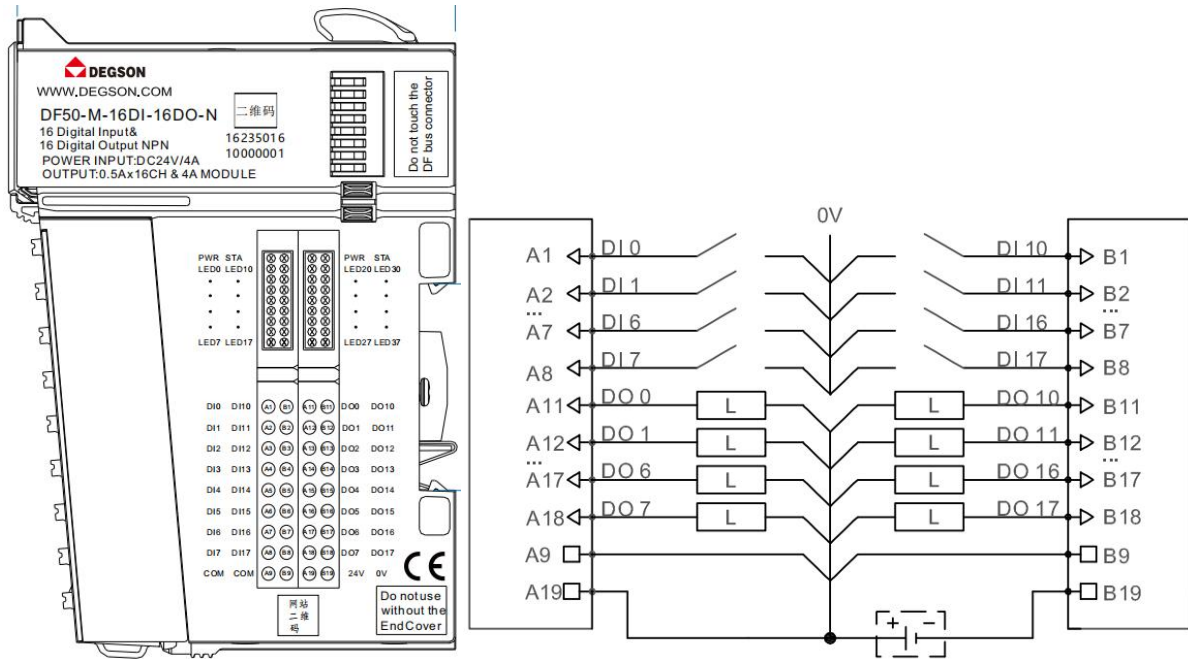 DEGSON
WWW.DEGSON.COM
DF50-M-16DI-16DO-N
16 Digital Input&
16 Digital Output NPN
POWER INPUT:DC24V/4A
OUTPUT:0.5Ax16CH & 4A MODULE
二维码
16235016
10000001
Do not touch the
DF bus connector
PWR STA PWR STA
LED0 LED10 LED20 LED30
LED7 LED17 LED27 LED37
DI0 DI10 A1 B1 A11 B11 DO0 DO10
DI1 DI11 A2 B2 A12 B12 DO1 DO11
DI2 DI12 A3 B3 A13 B13 DO2 DO12
DI3 DI13 A4 B4 A14 B14 DO3 DO13
DI4 DI14 A5 B5 A15 B15 DO4 DO14
DI5 DI15 A6 B6 A16 B16 DO5 DO15
DI6 DI16 A7 B7 A17 B17 DO6 DO16
DI7 DI17 A8 B8 A18 B18 DO7 DO17
COM COM A9 B9 A19 B19 24V 0V
CE
网站
二维
码
Do not use
without the
End Cover
0V
A1 DI 0 DI 10 B1
A2 DI 1 DI 11 B2
... ...
A7 DI 6 DI 16 B7
A8 DI 7 DI 17 B8
A11 DO 0 L L DO 10 B11
A12 DO 1 L L DO 11 B12
... ...
A17 DO 6 L L DO 16 B17
A18 DO 7 L L DO 17 B18
A9 B9
A19 + - B19